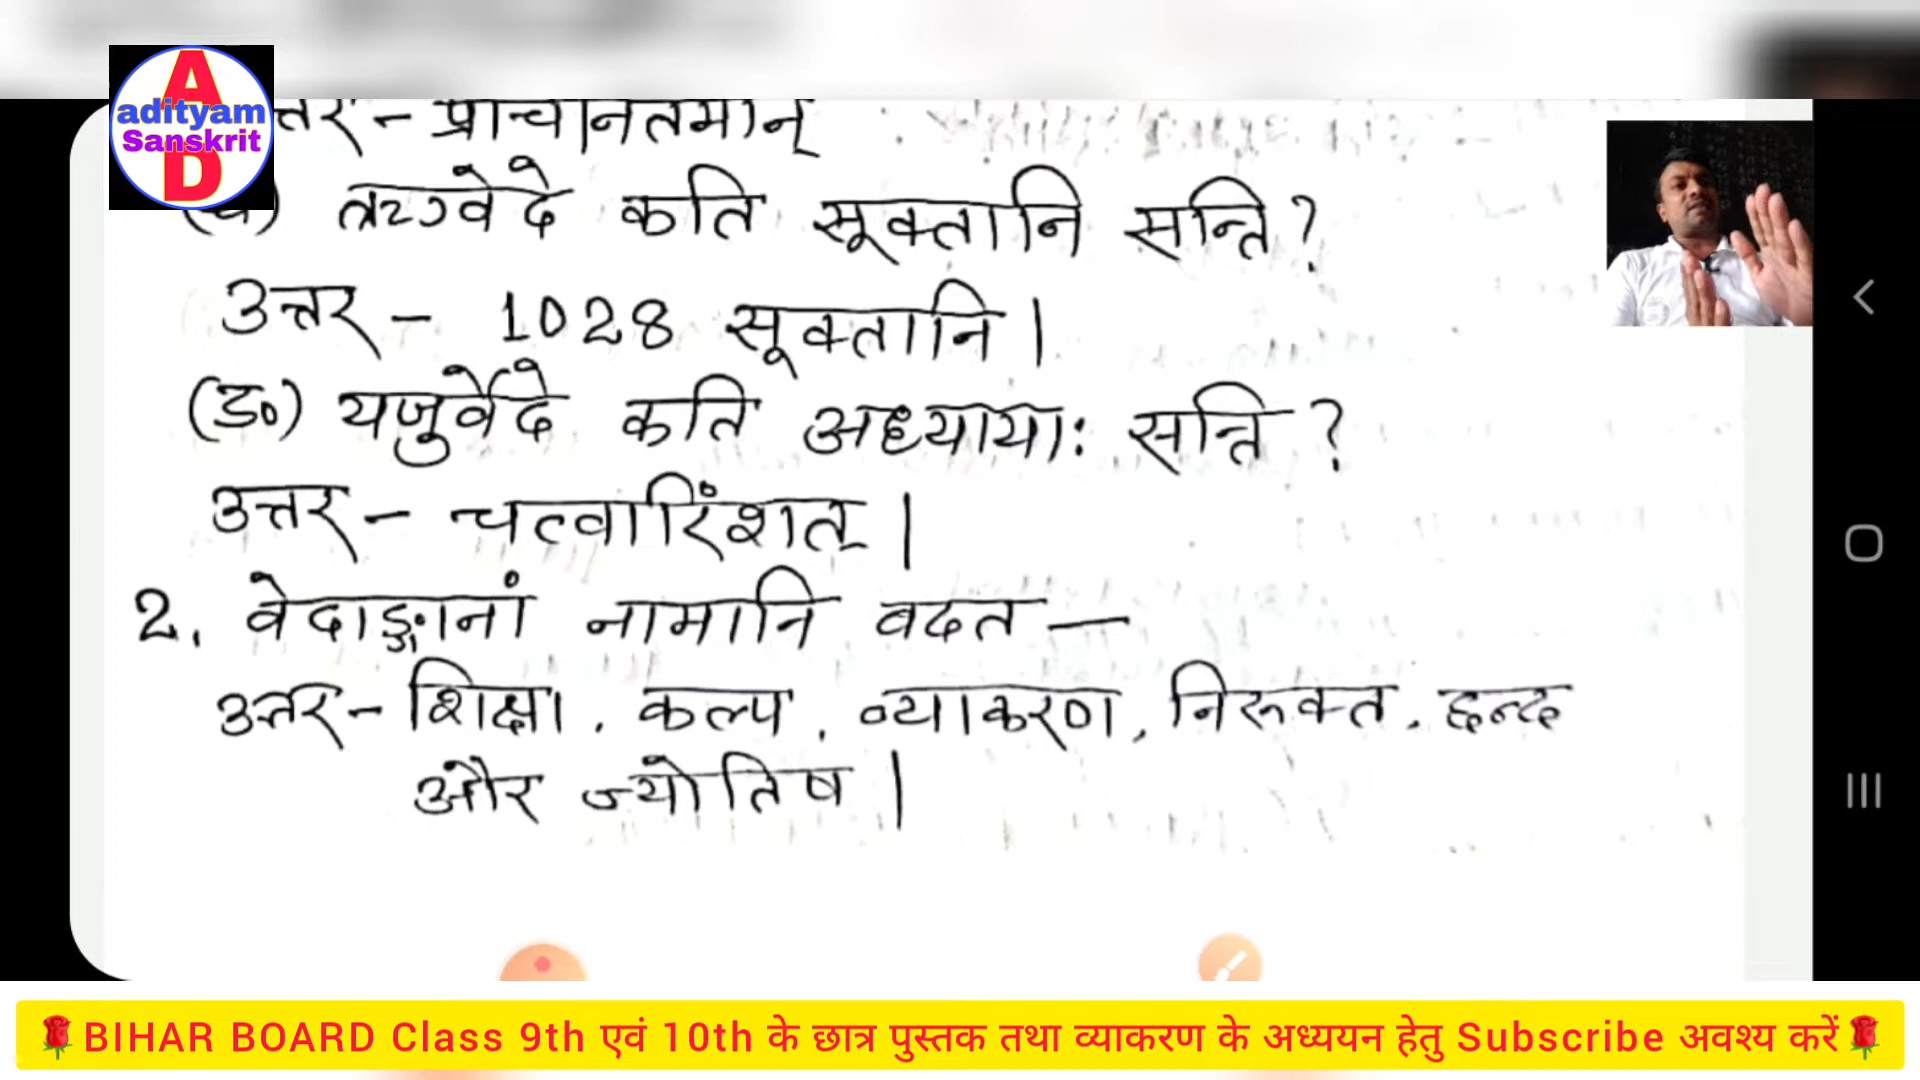 A
adityam
Sanskrit
D
त्तर - प्राचीनतमान्
(घ) ऋग्वेदे कति सूक्तानि सन्ति?
उत्तर - 1028 सूक्तानि।
(ङ) यजुर्वेदे कति अध्यायाः सन्ति?
उत्तर - चत्वारिंशत्।
2. वेदाङ्गानां नामानि वदत -
उत्तर - शिक्षा, कल्प, व्याकरण, निरुक्त, छन्द
और ज्योतिष।
🌹BIHAR BOARD Class 9th एवं 10th के छात्र पुस्तक तथा व्याकरण के अध्ययन हेतु Subscribe अवश्य करें🌹